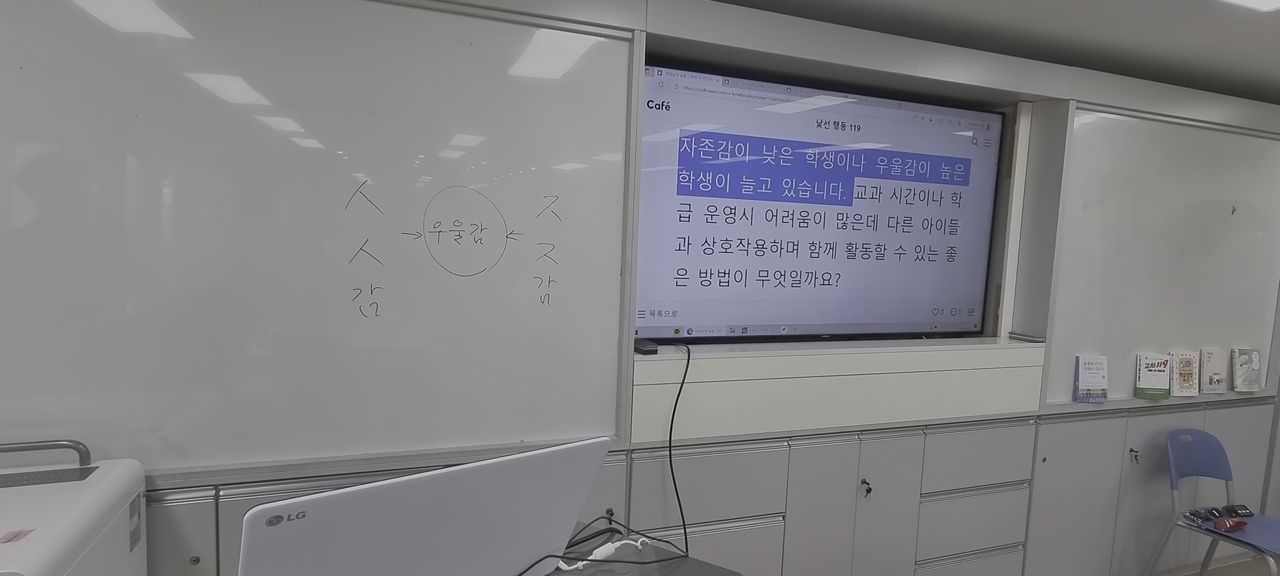 ㅅ
ㅅ
감
→ 우울감 ←
ㅈ
ㅈ
감
Café
낯선 행동 119
자존감이 낮은 학생이나 우울감이 높은
학생이 늘고 있습니다. 교과 시간이나 학
급 운영시 어려움이 많은데 다른 아이들
과 상호작용하며 함께 활동할 수 있는 좋
은 방법이 무엇일까요?
목록으로
LG
119